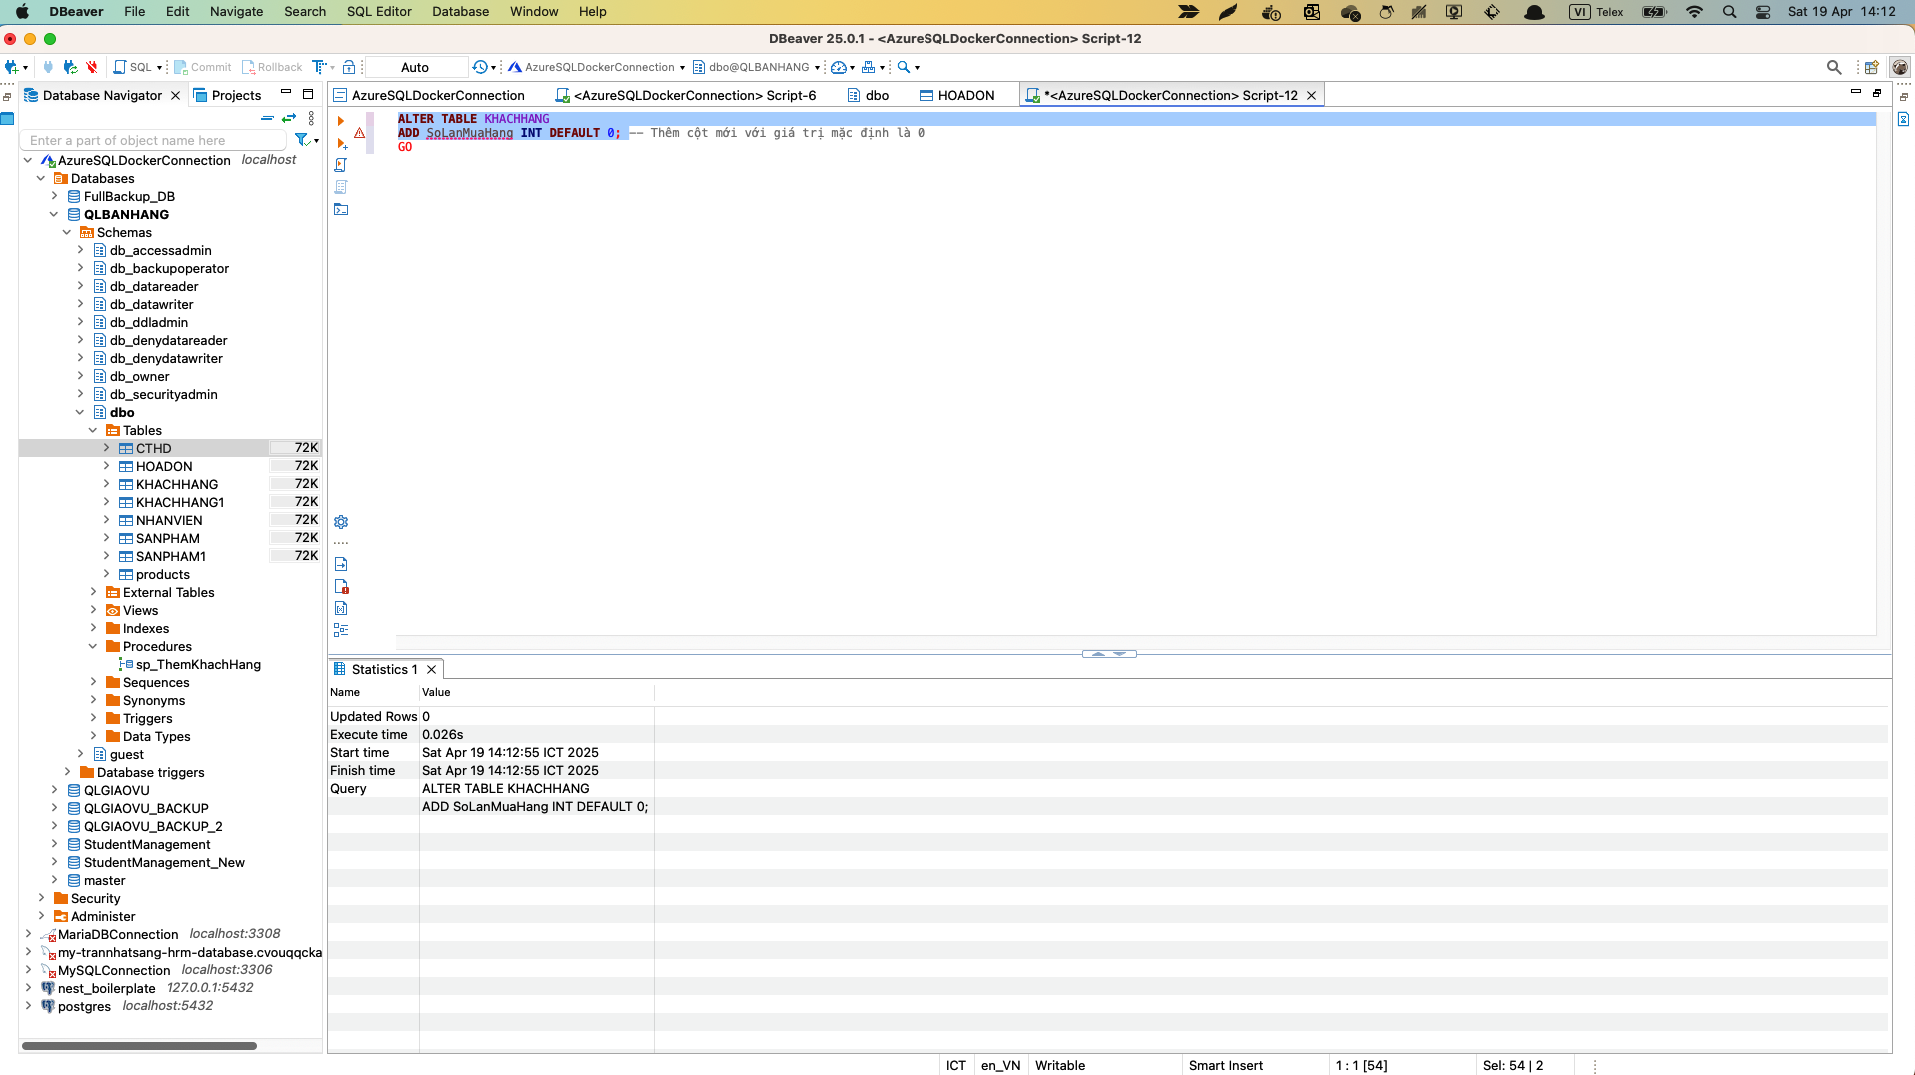 DBeaver File Edit Navigate Search SQL Editor Database Window Help VI Telex Sat 19 Apr 14:12
DBeaver 25.0.1 - <AzureSQLDockerConnection> Script-12
SQL Commit Rollback Auto AzureSQLDockerConnection dbo@QLBANHANG
Database Navigator Projects
AzureSQLDockerConnection <AzureSQLDockerConnection> Script-6 dbo HOADON *<AzureSQLDockerConnection> Script-12
Enter a part of object name here
AzureSQLDockerConnection localhost
Databases
FullBackup_DB
QLBANHANG
Schemas
db_accessadmin
db_backupoperator
db_datareader
db_datawriter
db_ddladmin
db_denydatareader
db_denydatawriter
db_owner
db_securityadmin
dbo
Tables
CTHD 72K
HOADON 72K
KHACHHANG 72K
KHACHHANG1 72K
NHANVIEN 72K
SANPHAM 72K
SANPHAM1 72K
products
External Tables
Views
Indexes
Procedures
sp_ThemKhachHang
Sequences
Synonyms
Triggers
Data Types
guest
Database triggers
QLGIAOVU
QLGIAOVU_BACKUP
QLGIAOVU_BACKUP_2
StudentManagement
StudentManagement_New
master
Security
Administer
MariaDBConnection localhost:3308
my-trannhatsang-hrm-database.cvouqqcka
MySQLConnection localhost:3306
nest_boilerplate 127.0.0.1:5432
postgres localhost:5432
ALTER TABLE KHACHHANG
ADD SoLanMuaHang INT DEFAULT 0; -- Thêm cột mới với giá trị mặc định là 0
GO
Statistics 1
Name Value
Updated Rows 0
Execute time 0.026s
Start time Sat Apr 19 14:12:55 ICT 2025
Finish time Sat Apr 19 14:12:55 ICT 2025
Query ALTER TABLE KHACHHANG
ADD SoLanMuaHang INT DEFAULT 0;
ICT en_VN Writable Smart Insert 1 : 1 [54] Sel: 54 | 2